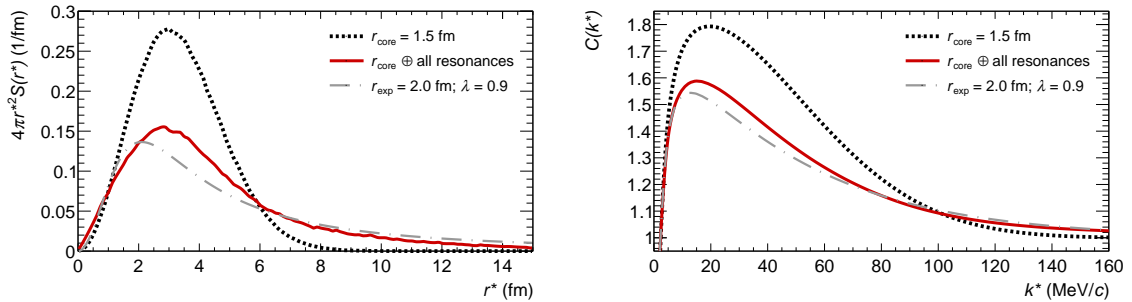 4πr*²S(r*) (1/fm)
0.3
0.25
0.2
0.15
0.1
0.05
0
r_core = 1.5 fm
r_core ⊕ all resonances
r_exp = 2.0 fm; λ = 0.9
0 2 4 6 8 10 12 14
r* (fm)
C(k*)
1.8
1.7
1.6
1.5
1.4
1.3
1.2
1.1
1
r_core = 1.5 fm
r_core ⊕ all resonances
r_exp = 2.0 fm; λ = 0.9
0 20 40 60 80 100 120 140 160
k* (MeV/c)